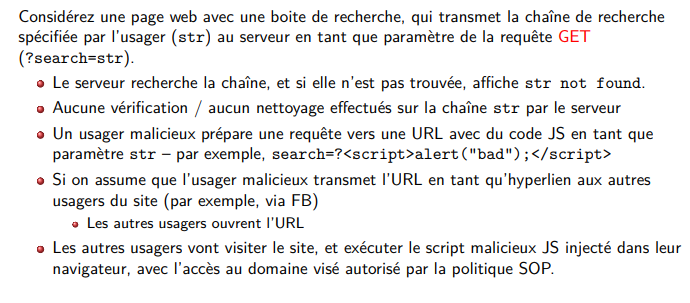 Considérez une page web avec une boite de recherche, qui transmet la chaîne de recherche
spécifiée par l'usager (str) au serveur en tant que paramètre de la requête GET
(?search=str).
Le serveur recherche la chaîne, et si elle n'est pas trouvée, affiche str not found.
Aucune vérification / aucun nettoyage effectués sur la chaîne str par le serveur
Un usager malicieux prépare une requête vers une URL avec du code JS en tant que
paramètre str – par exemple, search=?<script>alert("bad");</script>
Si on assume que l'usager malicieux transmet l'URL en tant qu'hyperlien aux autres
usagers du site (par exemple, via FB)
Les autres usagers ouvrent l'URL
Les autres usagers vont visiter le site, et exécuter le script malicieux JS injecté dans leur
navigateur, avec l'accès au domaine visé autorisé par la politique SOP.